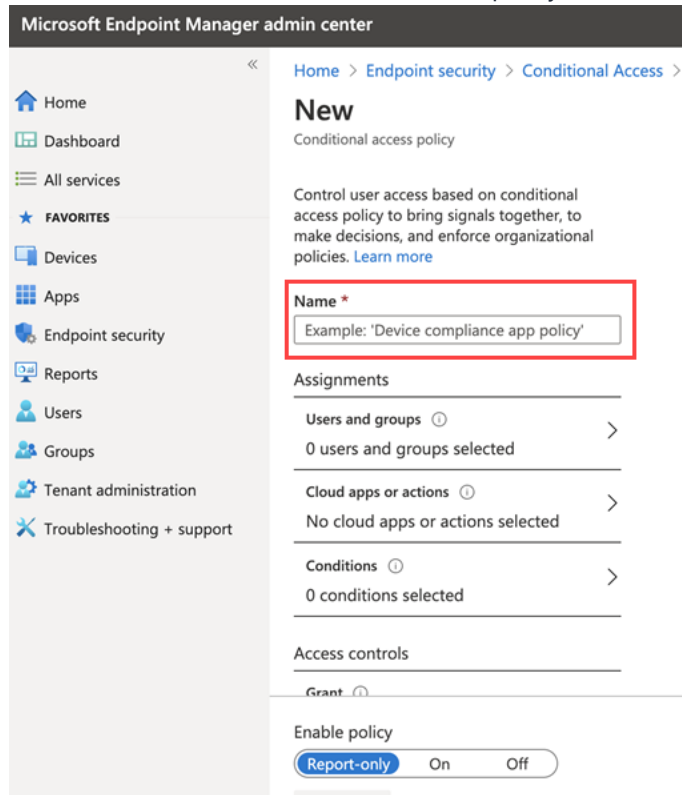 Microsoft Endpoint Manager admin center
«
Home > Endpoint security > Conditional Access >
Home
Dashboard
All services
FAVORITES
Devices
Apps
Endpoint security
Reports
Users
Groups
Tenant administration
Troubleshooting + support
New
Conditional access policy
Control user access based on conditional
access policy to bring signals together, to
make decisions, and enforce organizational
policies. Learn more
Name *
Example: 'Device compliance app policy'
Assignments
Users and groups
0 users and groups selected
Cloud apps or actions
No cloud apps or actions selected
Conditions
0 conditions selected
Access controls
Grant
Enable policy
Report-only On Off